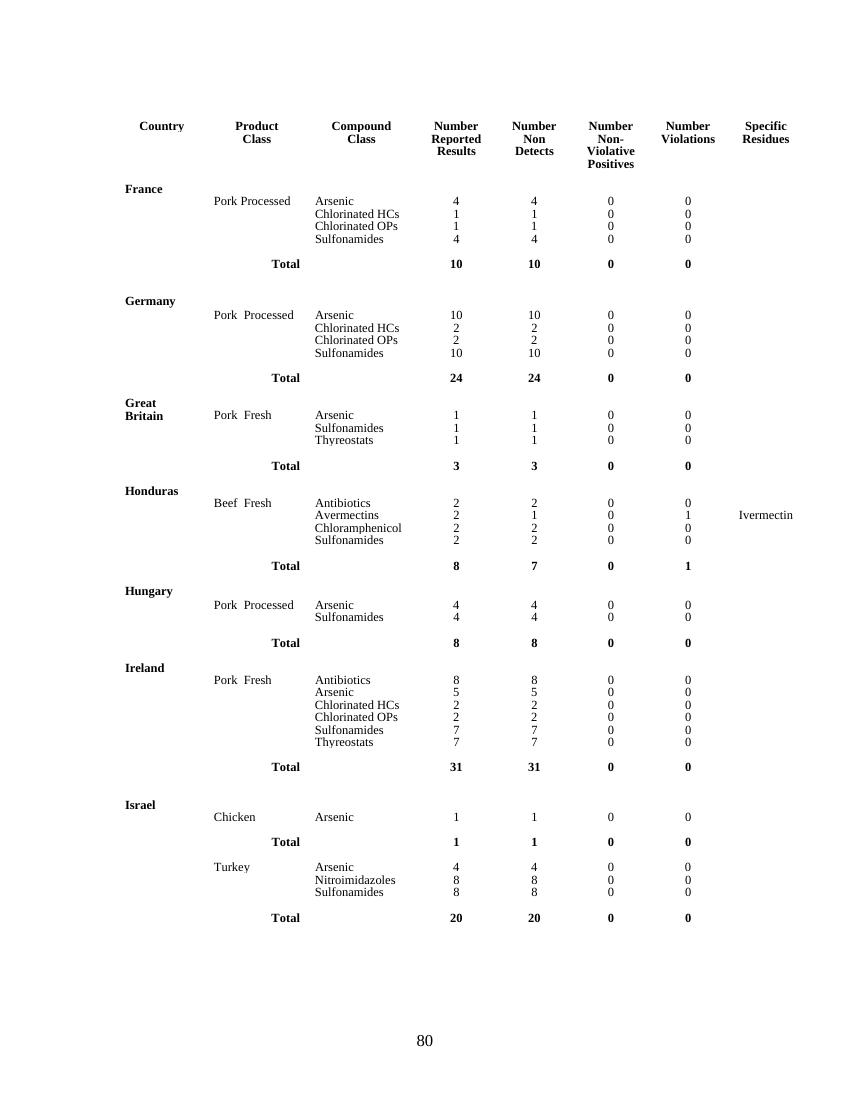 Country Product Compound Number Number Number Number Specific
Class Class Reported Non Non- Violations Residues
Results Detects Violative
Positives
France
Pork Processed Arsenic 4 4 0 0
Chlorinated HCs 1 1 0 0
Chlorinated OPs 1 1 0 0
Sulfonamides 4 4 0 0
Total 10 10 0 0
Germany
Pork Processed Arsenic 10 10 0 0
Chlorinated HCs 2 2 0 0
Chlorinated OPs 2 2 0 0
Sulfonamides 10 10 0 0
Total 24 24 0 0
Great
Britain Pork Fresh Arsenic 1 1 0 0
Sulfonamides 1 1 0 0
Thyreostats 1 1 0 0
Total 3 3 0 0
Honduras
Beef Fresh Antibiotics 2 2 0 0
Avermectins 2 1 0 1 Ivermectin
Chloramphenicol 2 2 0 0
Sulfonamides 2 2 0 0
Total 8 7 0 1
Hungary
Pork Processed Arsenic 4 4 0 0
Sulfonamides 4 4 0 0
Total 8 8 0 0
Ireland
Pork Fresh Antibiotics 8 8 0 0
Arsenic 5 5 0 0
Chlorinated HCs 2 2 0 0
Chlorinated OPs 2 2 0 0
Sulfonamides 7 7 0 0
Thyreostats 7 7 0 0
Total 31 31 0 0
Israel
Chicken Arsenic 1 1 0 0
Total 1 1 0 0
Turkey Arsenic 4 4 0 0
Nitroimidazoles 8 8 0 0
Sulfonamides 8 8 0 0
Total 20 20 0 0
80